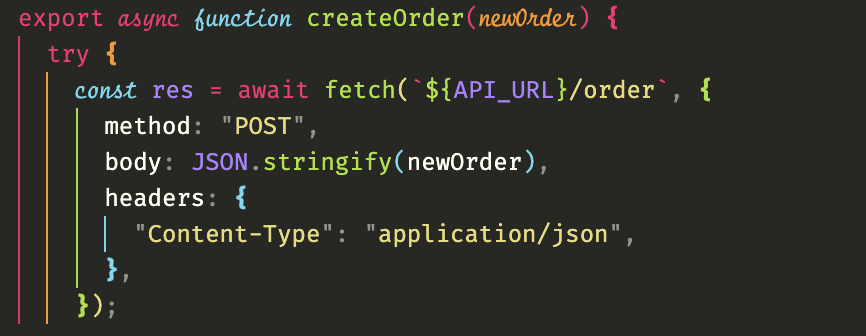 export async function createOrder(newOrder) {
try {
const res = await fetch(`${API_URL}/order`, {
method: "POST",
body: JSON.stringify(newOrder),
headers: {
"Content-Type": "application/json",
},
});